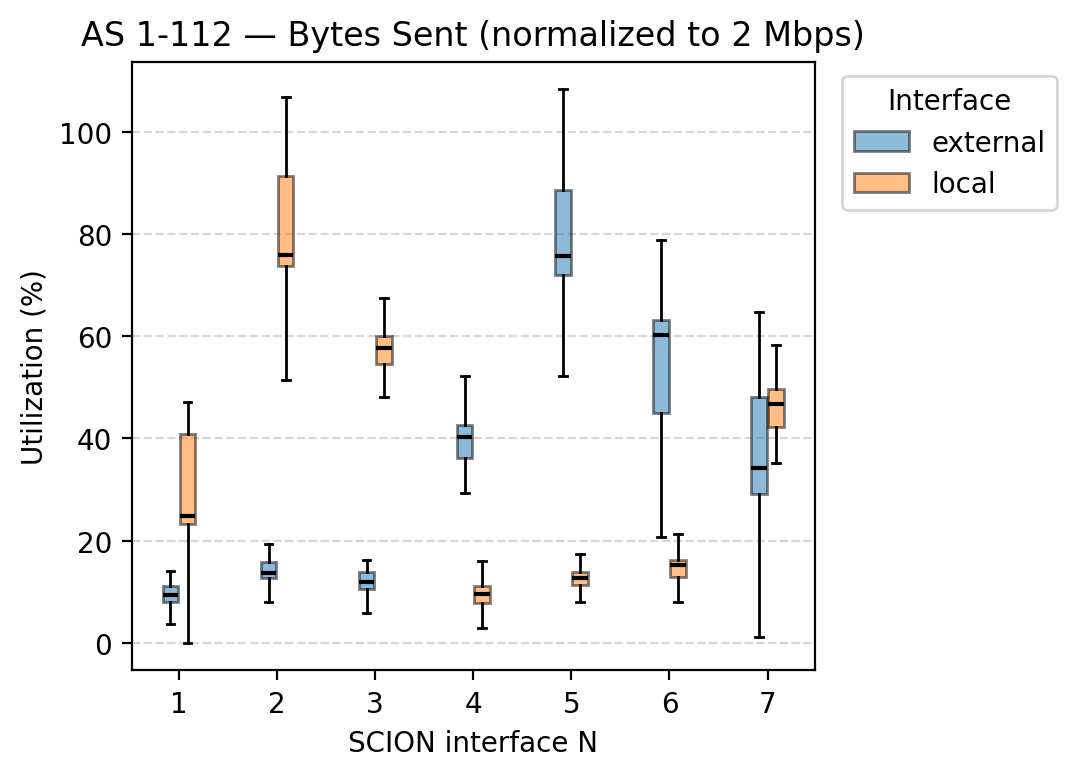 AS 1-112 — Bytes Sent (normalized to 2 Mbps)
Interface
external
local
Utilization (%)
100
80
60
40
20
0
1 2 3 4 5 6 7
SCION interface N